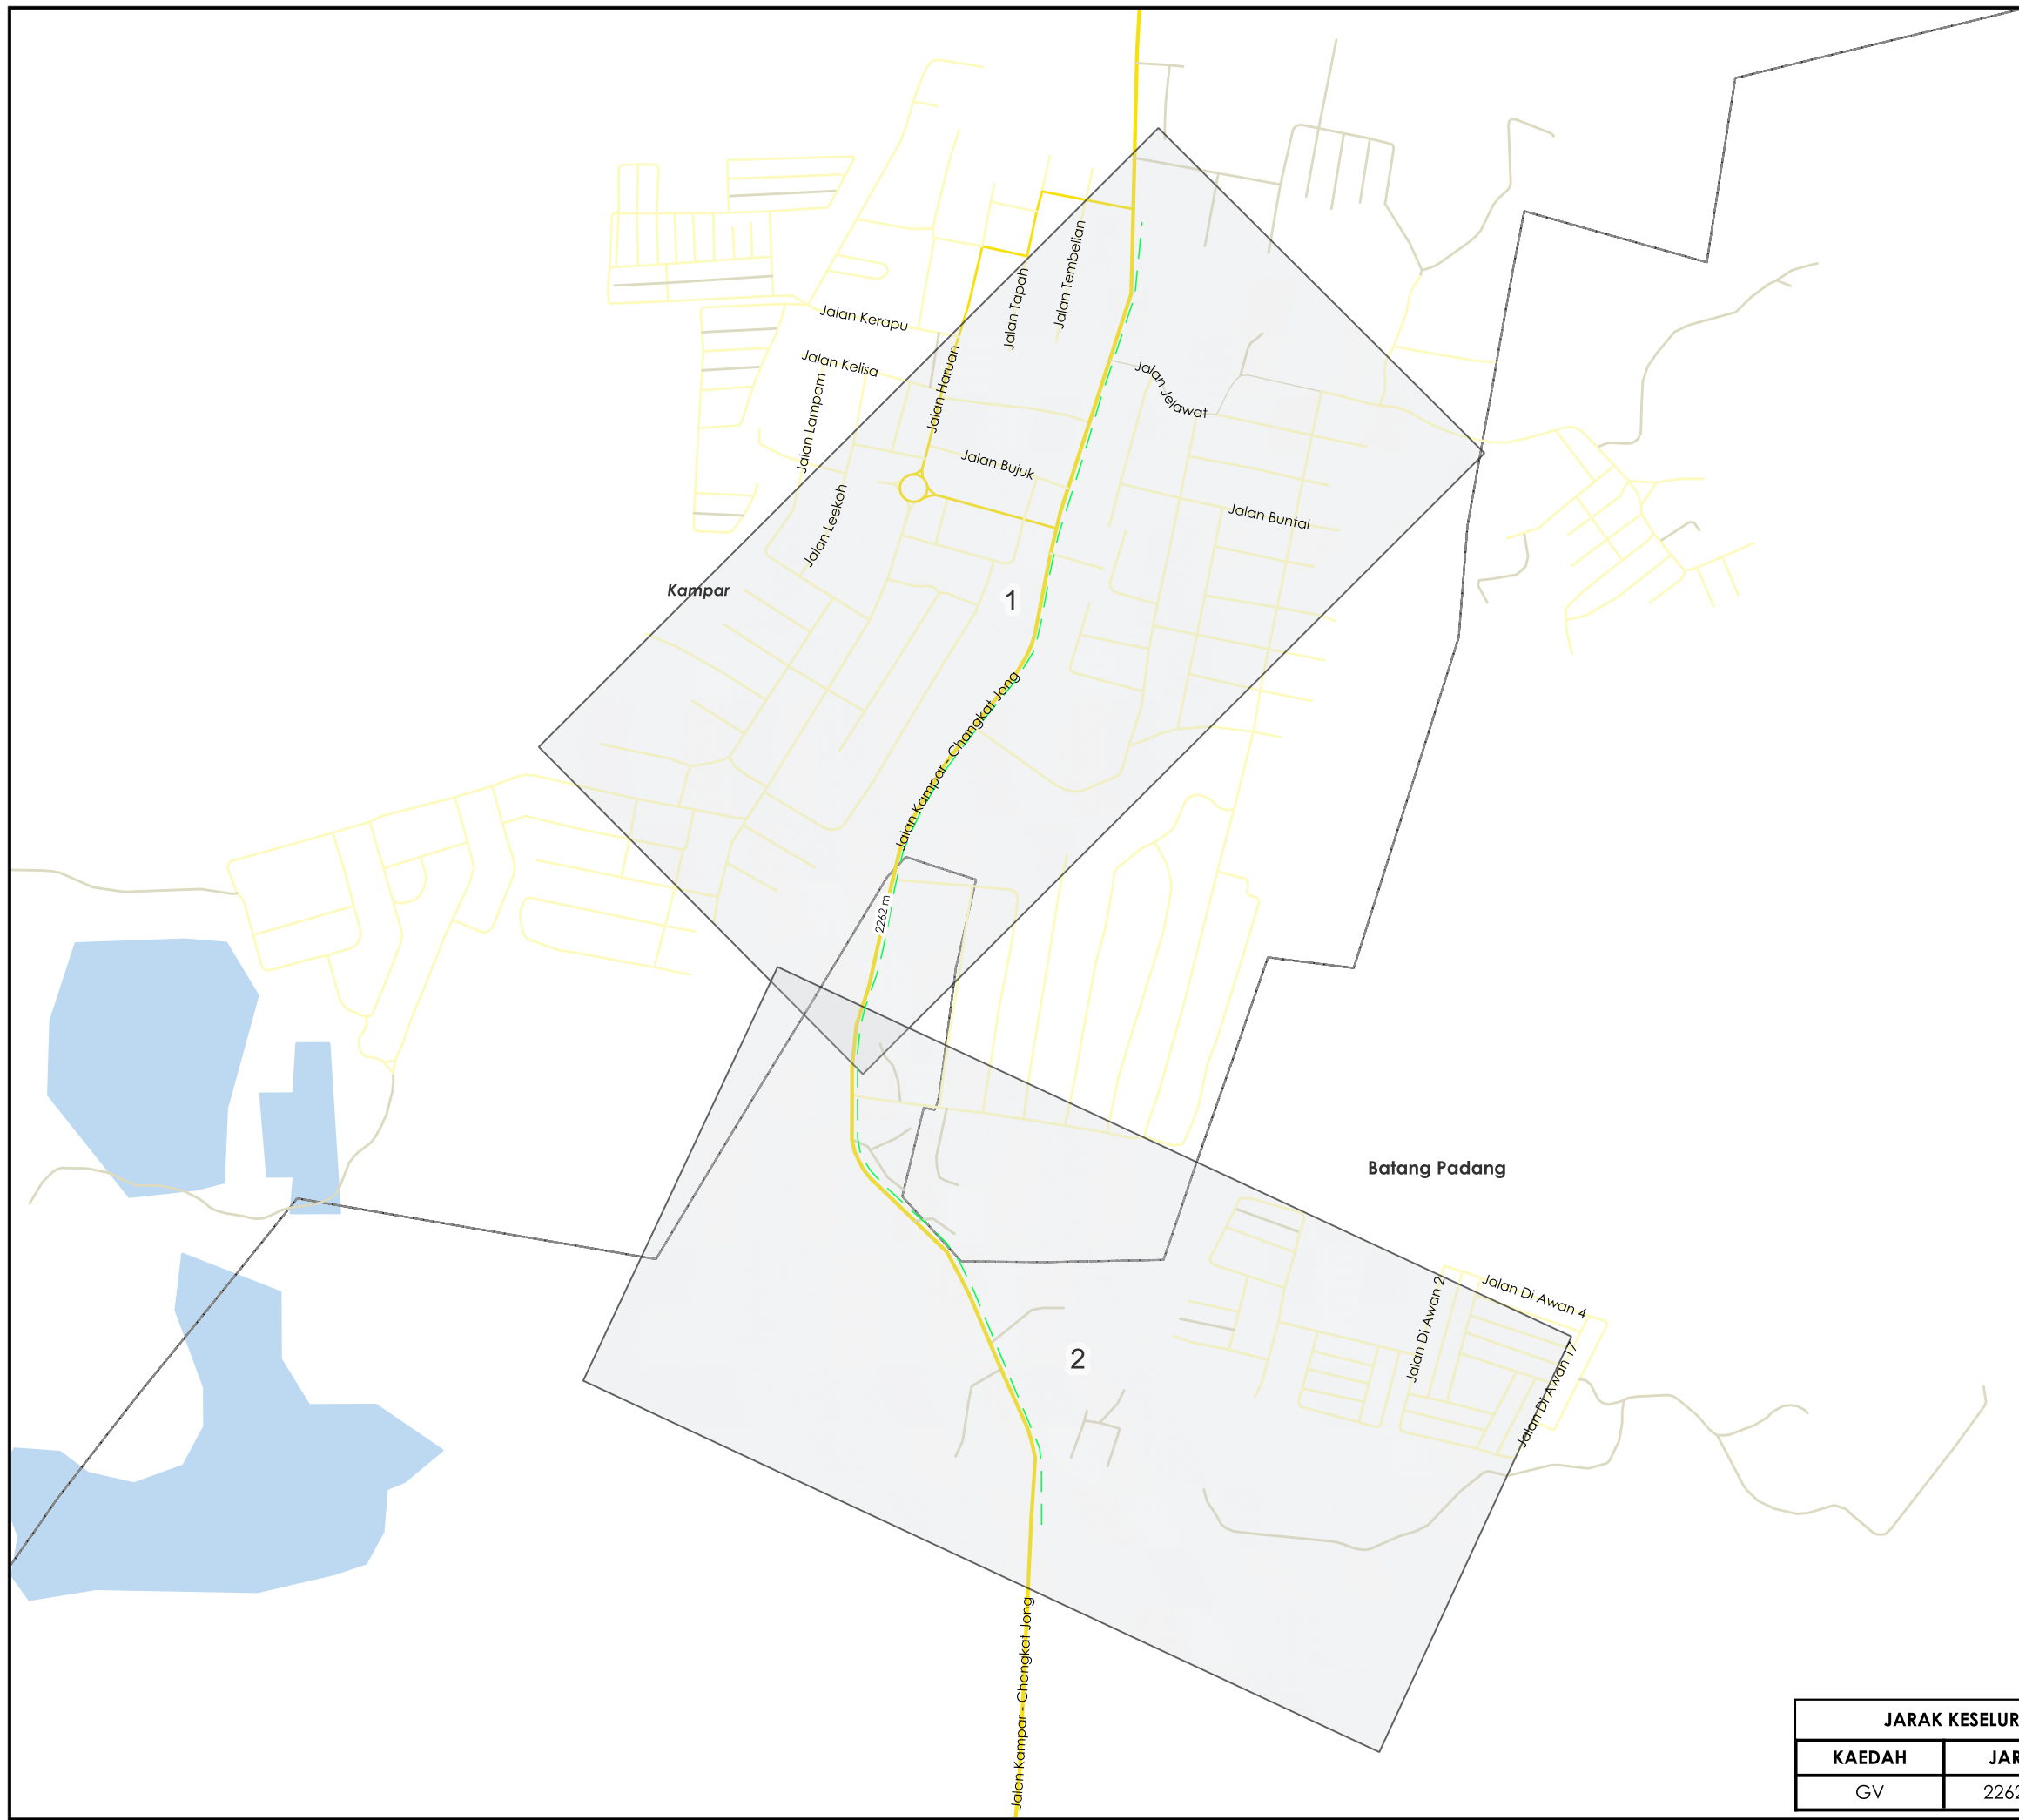 Jalan Tembelian
Jalan Tapah
Jalan Kerapu
Jalan Haruan
Jalan Kelisa
Jalan Lampam
Jalan Jelawat
Jalan Bujuk
Jalan Leekoh
Jalan Buntal
Kampar
1
Jalan Kampar - Changkat Jong
2262 m
Batang Padang
Jalan Di Awan 4
Jalan Di Awan 2
Jalan Di Awan 17
2
Jalan Kampar - Changkat Jong
JARAK KESELUR
KAEDAH JAR
GV 2262